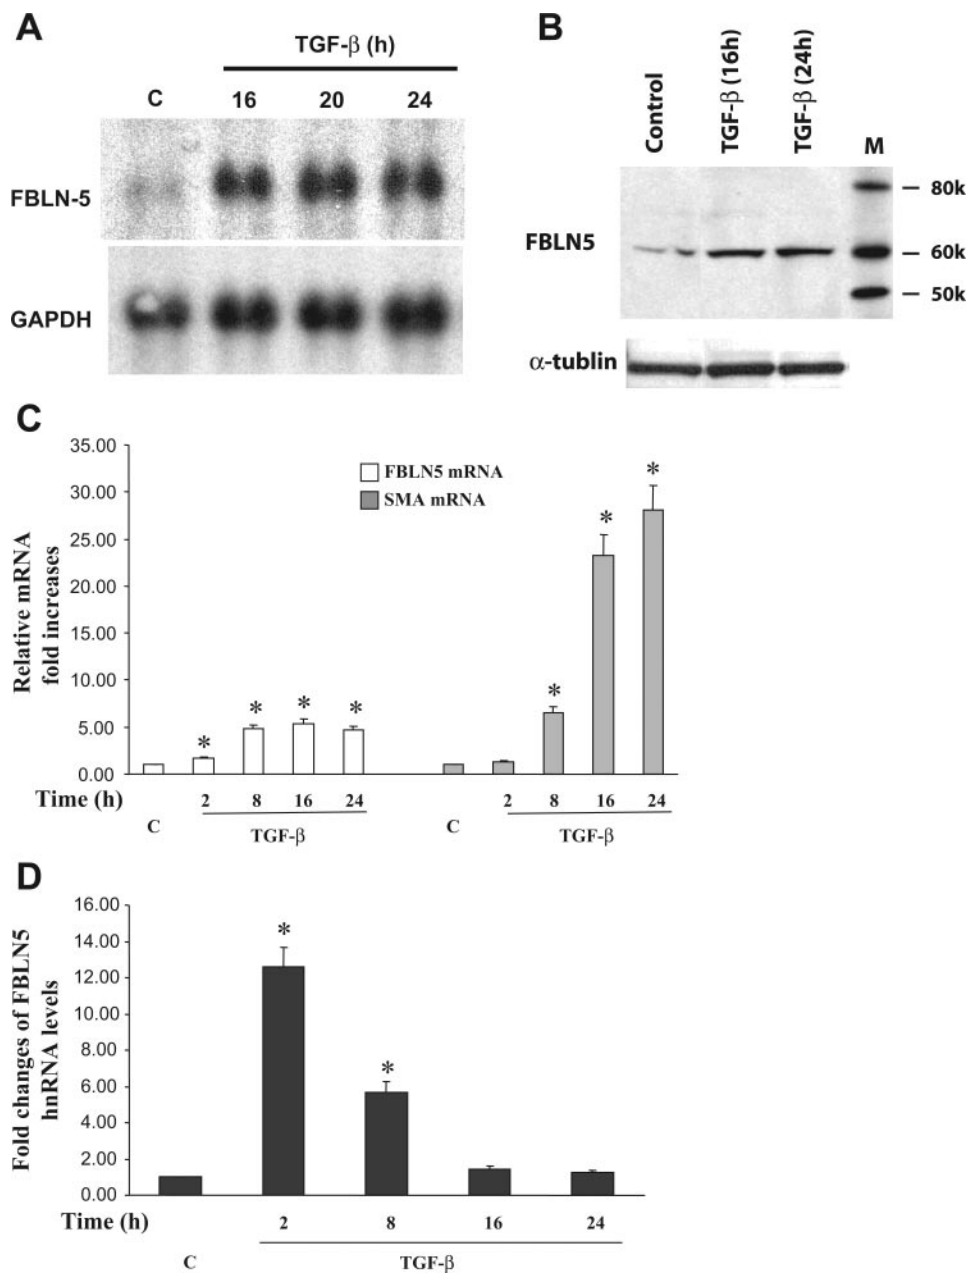 A
TGF-β (h)
C 16 20 24
FBLN-5
GAPDH
B
Control
TGF-β (16h)
TGF-β (24h)
M
80k
FBLN5
60k
50k
α-tublin
C
35.00
30.00
25.00
20.00
15.00
10.00
5.00
0.00
Relative mRNA
fold increases
FBLN5 mRNA
SMA mRNA
* * * * * * *
Time (h) 2 8 16 24 2 8 16 24
C TGF-β C TGF-β
D
16.00
14.00
12.00
10.00
8.00
6.00
4.00
2.00
0.00
Fold changes of FBLN5
hnRNA levels
* *
Time (h) 2 8 16 24
C TGF-β